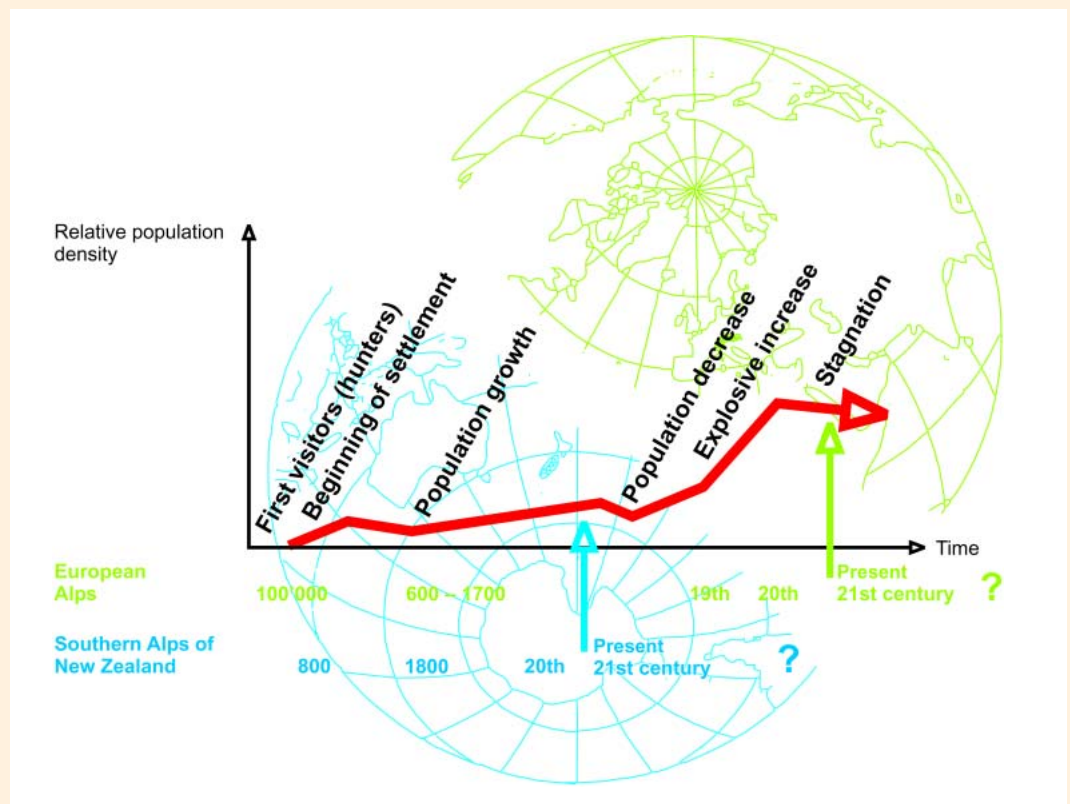 Relative population
density
First visitors (hunters)
Beginning of settlement
Population growth
Population decrease
Explosive increase
Stagnation
Time
European
Alps
100 000
600 – 1700
19th
20th
Present
21st century
?
Southern Alps of
New Zealand
800
1800
20th
Present
21st century
?